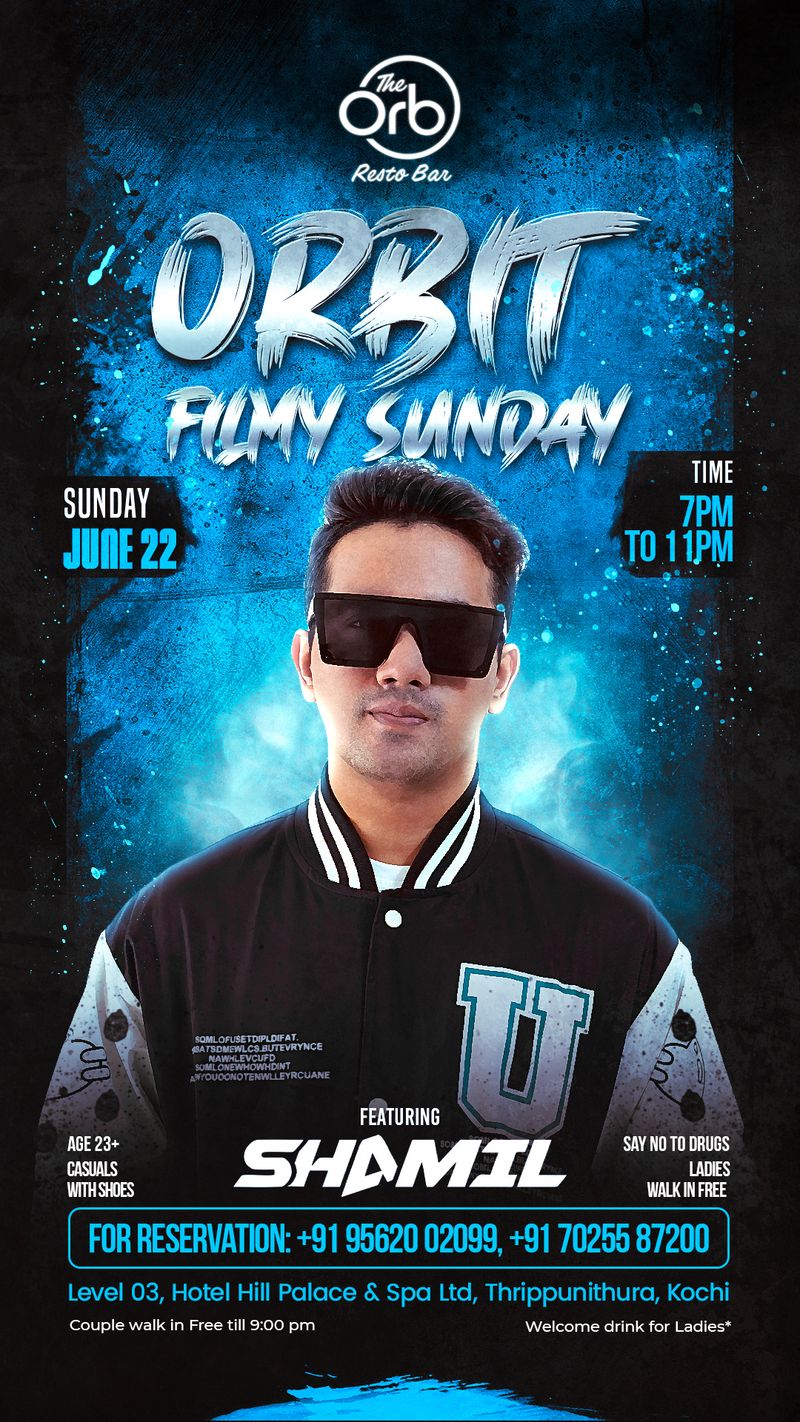 The
Orb
Resto Bar
ORBIT
FILMY SUNDAY
SUNDAY
JUNE 22
TIME
7PM
TO 11PM
SQMLOFUSETDIPLDIFAT.
NAWHLEVCUFD
SQMLONEWHOWHDINT
U
FEATURING
SHAMIL
AGE 23+
CASUALS
WITH SHOES
SAY NO TO DRUGS
LADIES
WALK IN FREE
FOR RESERVATION: +91 95620 02099, +91 70255 87200
Level 03, Hotel Hill Palace & Spa Ltd, Thrippunithura, Kochi
Couple walk in Free till 9:00 pm
Welcome drink for Ladies*